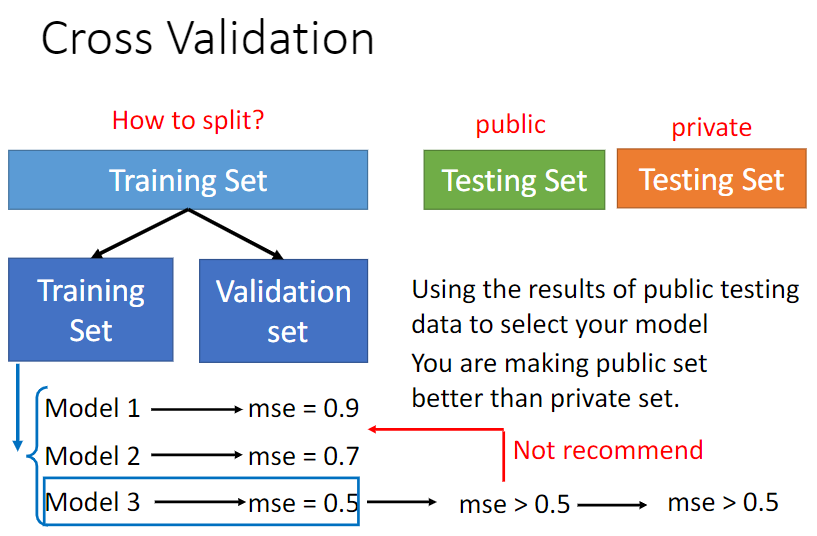 Cross Validation
How to split?
public
private
Training Set
Testing Set
Testing Set
Training
Set
Validation
set
Using the results of public testing
data to select your model
You are making public set
better than private set.
Model 1 mse = 0.9
Model 2 mse = 0.7
Not recommend
Model 3 mse = 0.5 mse > 0.5 mse > 0.5